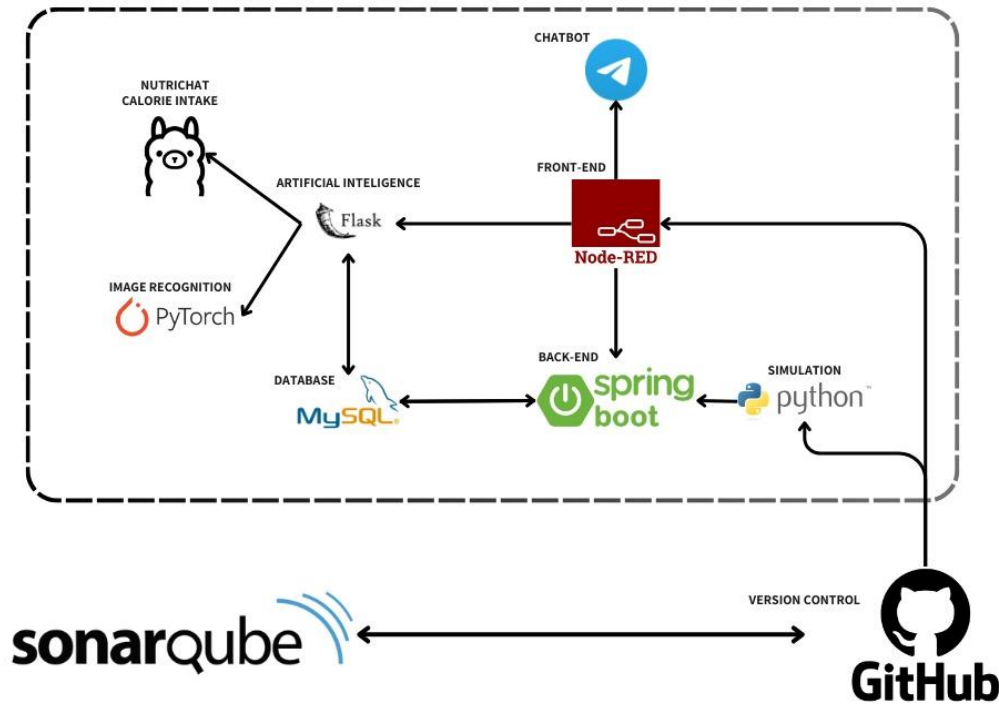 CHATBOT
NUTRICHAT
CALORIE INTAKE
FRONT-END
ARTIFICIAL INTELIGENCE
Flask
Node-RED
IMAGE RECOGNITION
PyTorch
BACK-END
DATABASE
SIMULATION
MySQL®
spring
boot
python™
VERSION CONTROL
sonarqube
GitHub